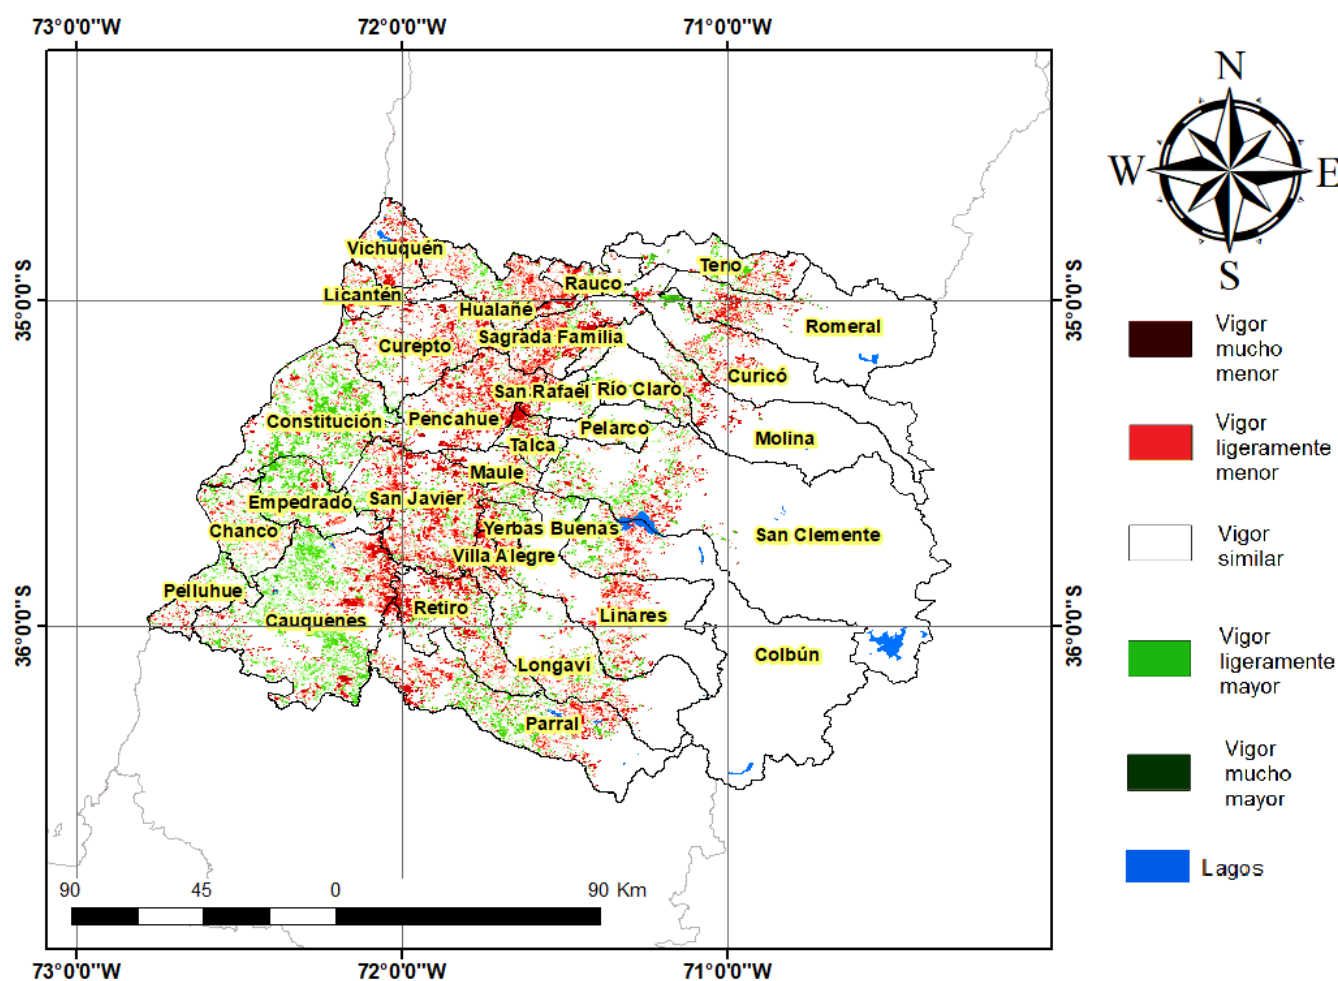 73°0'0"W 72°0'0"W 71°0'0"W
N
W E
S
35°0'0"S
35°0'0"S
36°0'0"S
36°0'0"S
Vichuquén
Teno
Rauco
Licantén
Hualañé
Romeral
Sagrada Familia
Curepto
Curicó
San Rafael
Río Claro
Pencahue
Constitución
Pelarco
Molina
Talca
Maule
San Javier
Empedrado
Yerbas Buenas
Chanco
San Clemente
Villa Alegre
Pelluhue
Retiro
Linares
Cauquenes
Colbún
Longaví
Parral
90 45 0 90 Km
73°0'0"W 72°0'0"W 71°0'0"W
Vigor
mucho
menor
Vigor
ligeramente
menor
Vigor
similar
Vigor
ligeramente
mayor
Vigor
mucho
mayor
Lagos